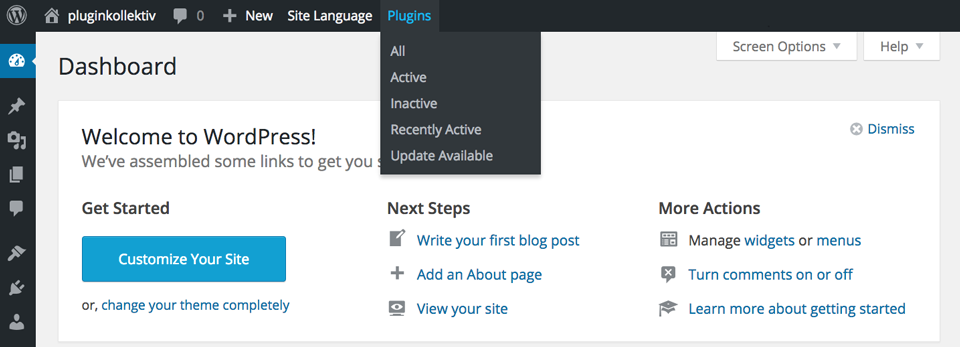 pluginkollektiv 0 New Site Language Plugins
All
Active
Inactive
Recently Active
Update Available
Screen Options Help
Dashboard
Welcome to WordPress!
We've assembled some links to get you
Dismiss
Get Started
Customize Your Site
or, change your theme completely
Next Steps
Write your first blog post
Add an About page
View your site
More Actions
Manage widgets or menus
Turn comments on or off
Learn more about getting started